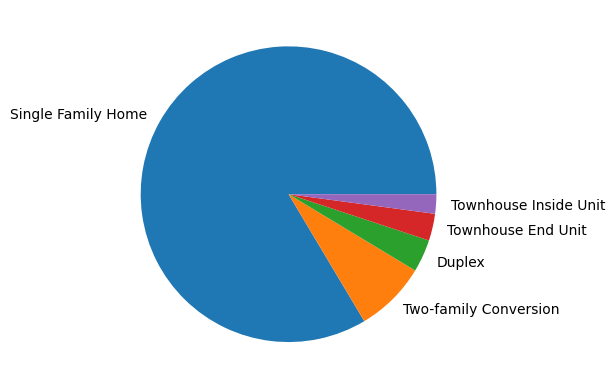 Single Family Home
Townhouse Inside Unit
Townhouse End Unit
Duplex
Two-family Conversion